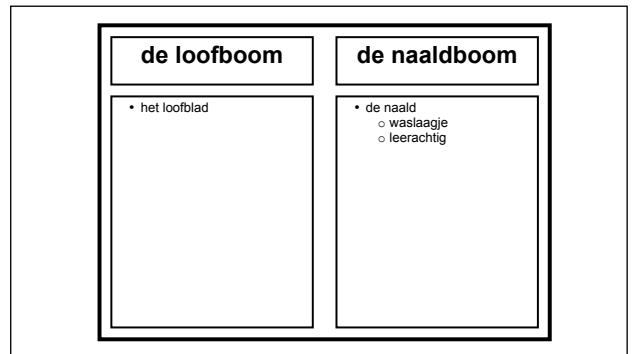 de loofboom
de naaldboom
• het loofblad
• de naald
o waslaagje
o leerachtig